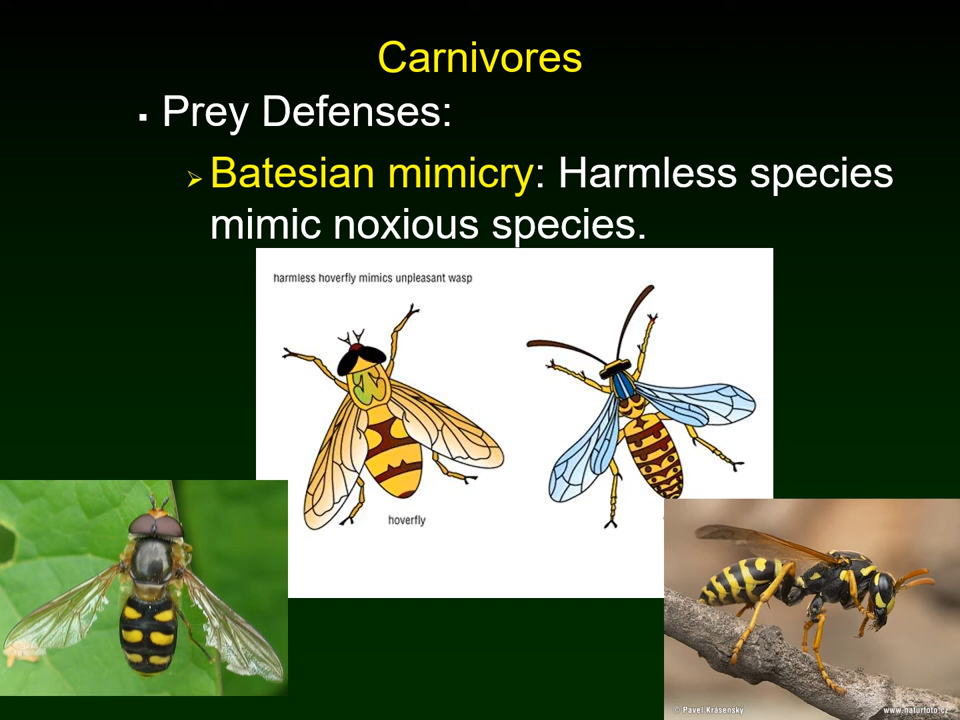 Carnivores
▪ Prey Defenses:
➢ Batesian mimicry: Harmless species
mimic noxious species.
harmless hoverfly mimics unpleasant wasp
hoverfly
© Pavel Krásenský
www.naturfoto.cz